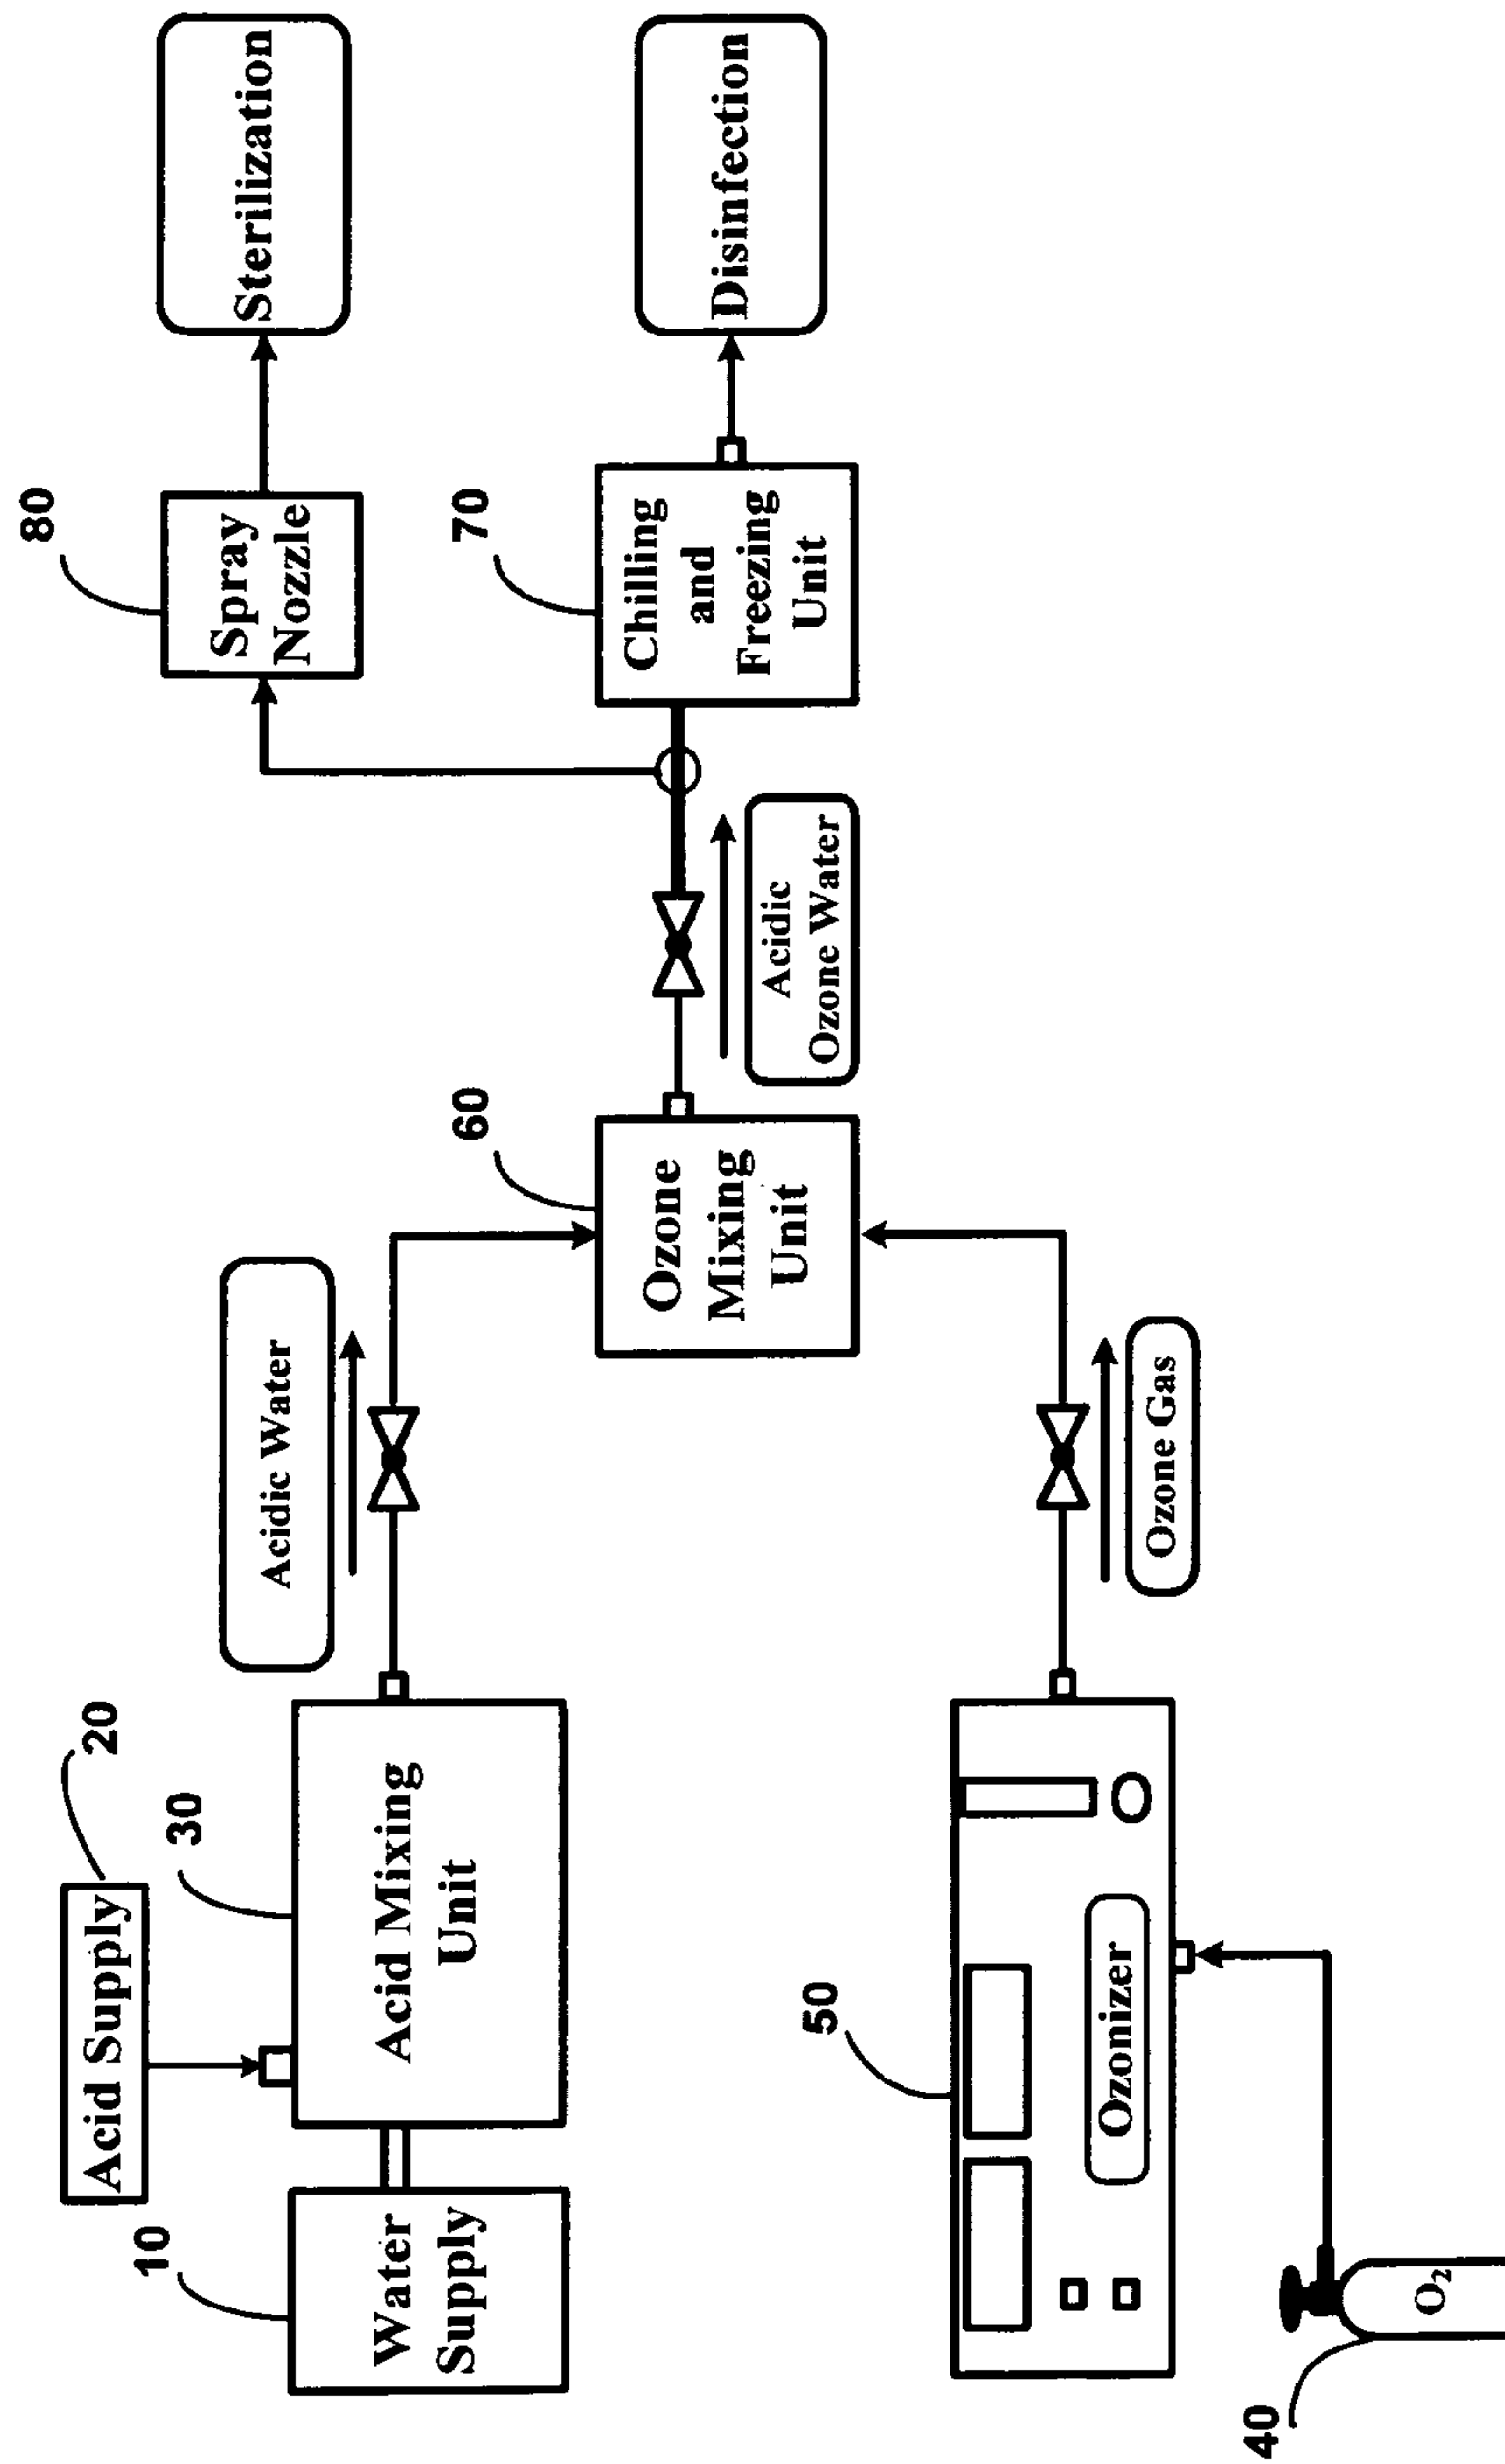 20
Acid Supply
30
10
Water
Supply
Acid Mixing
Unit
Acidic Water
60
Ozone
Mixing
Unit
Acidic
Ozone Water
80
Spray
Nozzle
Sterilization
70
Chilling
and
Freezing
Unit
Disinfection
50
Ozonizer
Ozone Gas
40
O₂